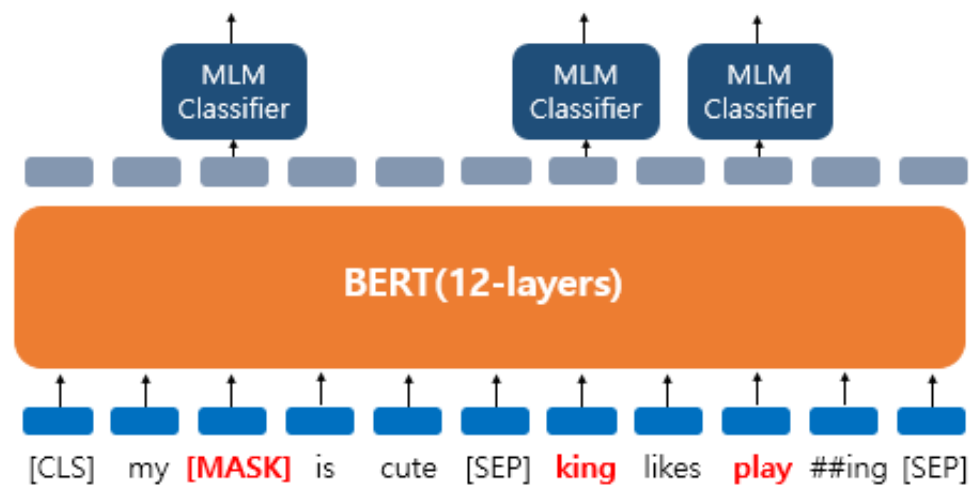 MLM
Classifier
MLM
Classifier
MLM
Classifier
BERT(12-layers)
[CLS] my [MASK] is cute [SEP] king likes play ##ing [SEP]